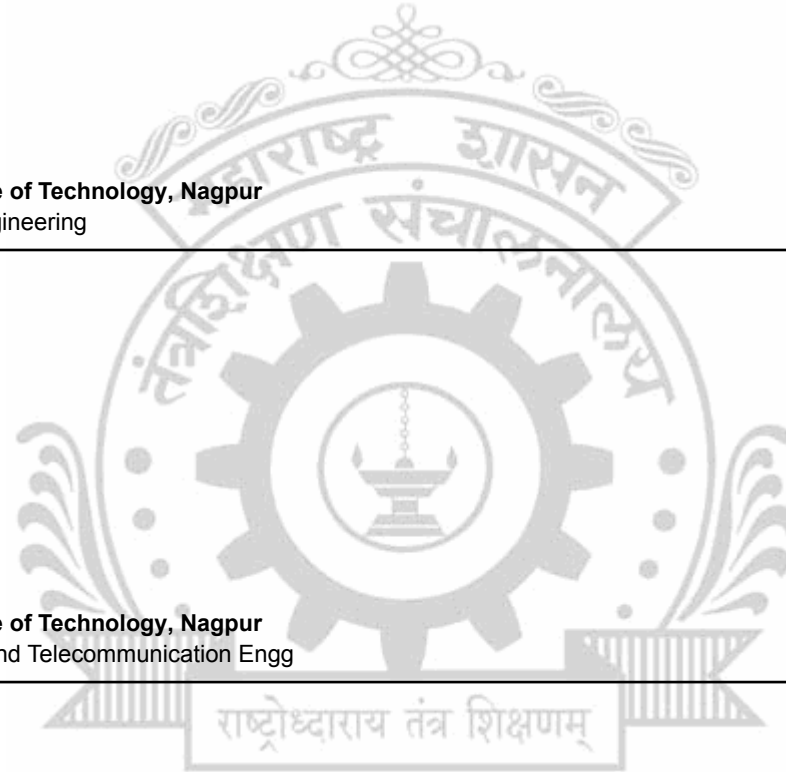 महाराष्ट्र शासन
e of Technology, Nagpur
gineering
तंत्रशिक्षण संचालनालय
e of Technology, Nagpur
nd Telecommunication Engg
राष्ट्रोध्दाराय तंत्र शिक्षणम्